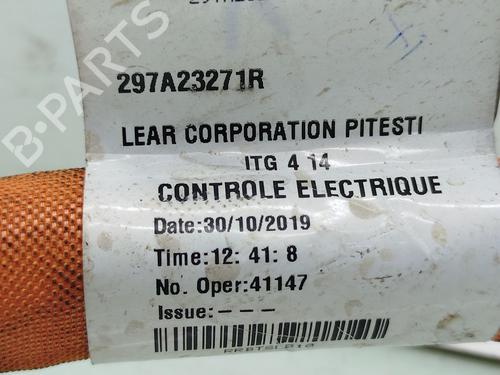 297A23271R
LEAR CORPORATION PITESTI
ITG 4 14
CONTROLE ELECTRIQUE
Date:30/10/2019
Time:12: 41: 8
No. Oper:41147
Issue:- - -
B-PARTS